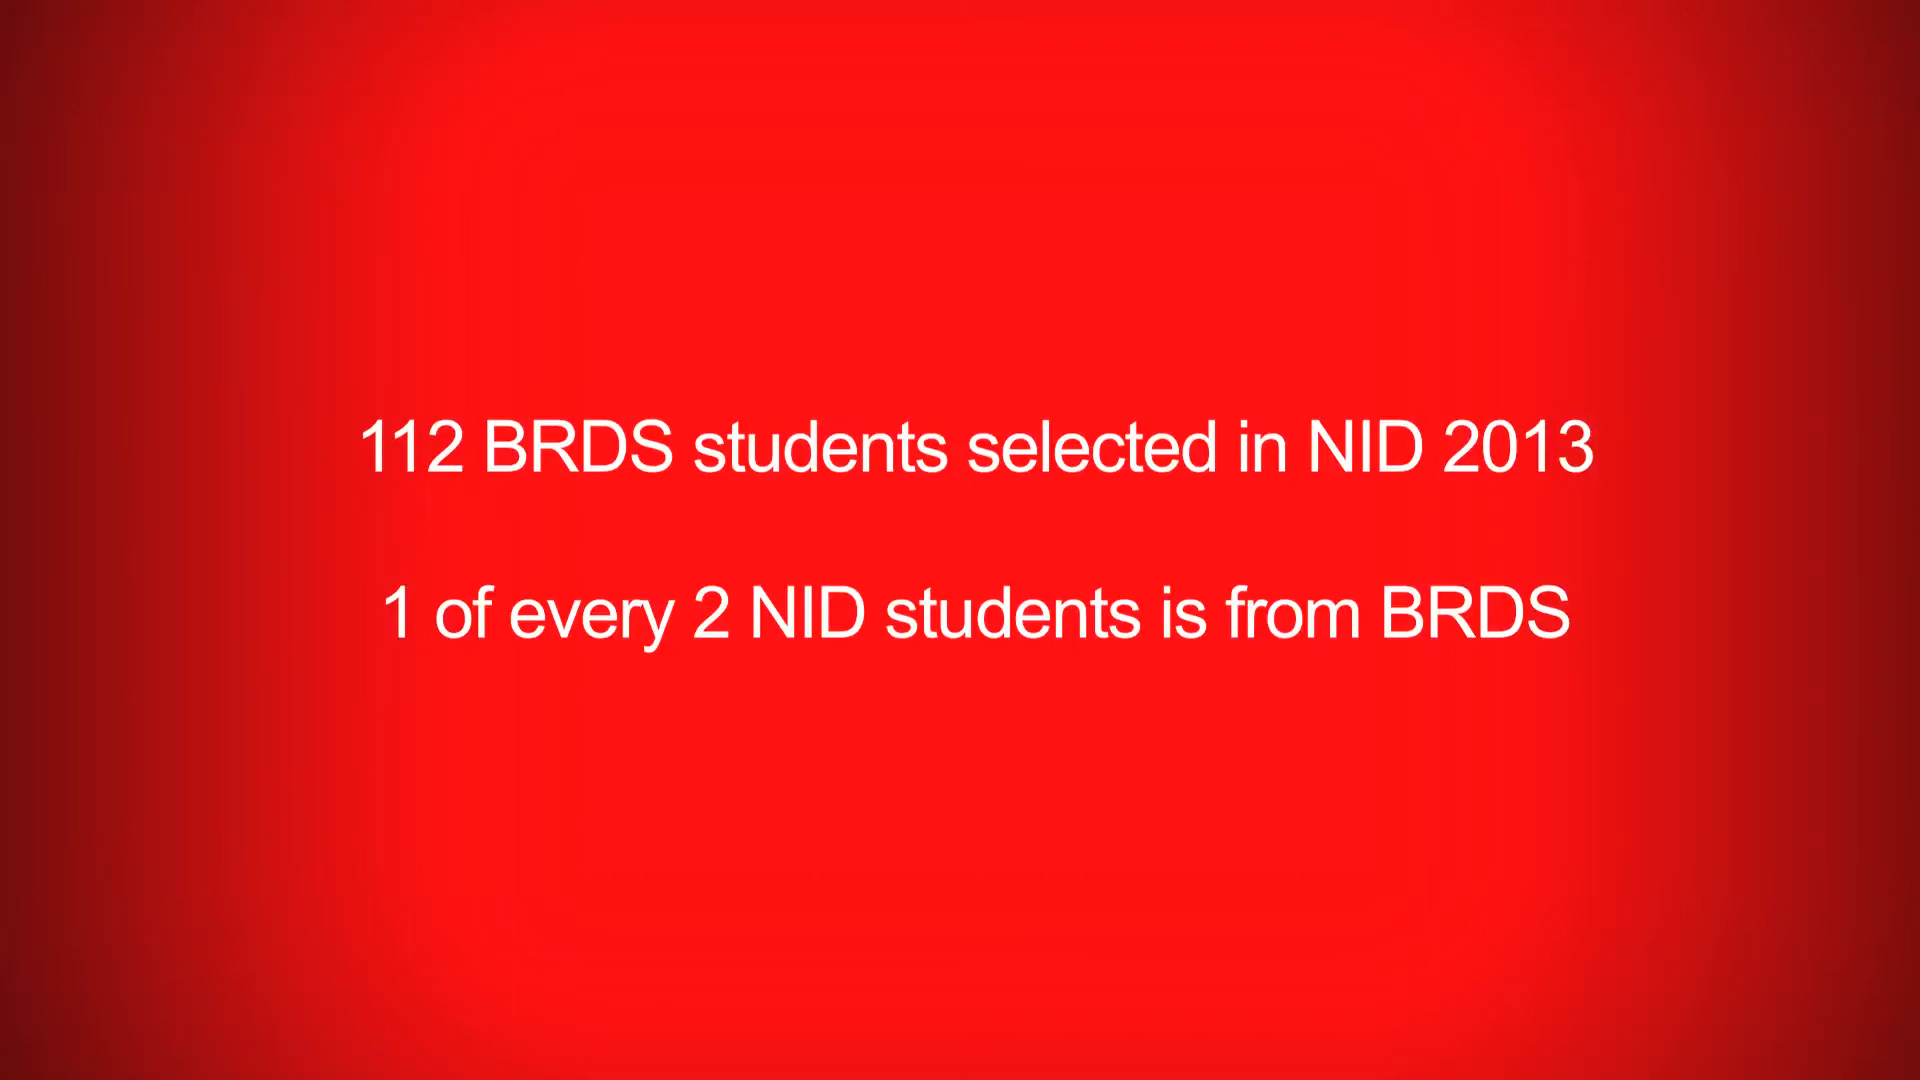 112 BRDS students selected in NID 2013
1 of every 2 NID students is from BRDS